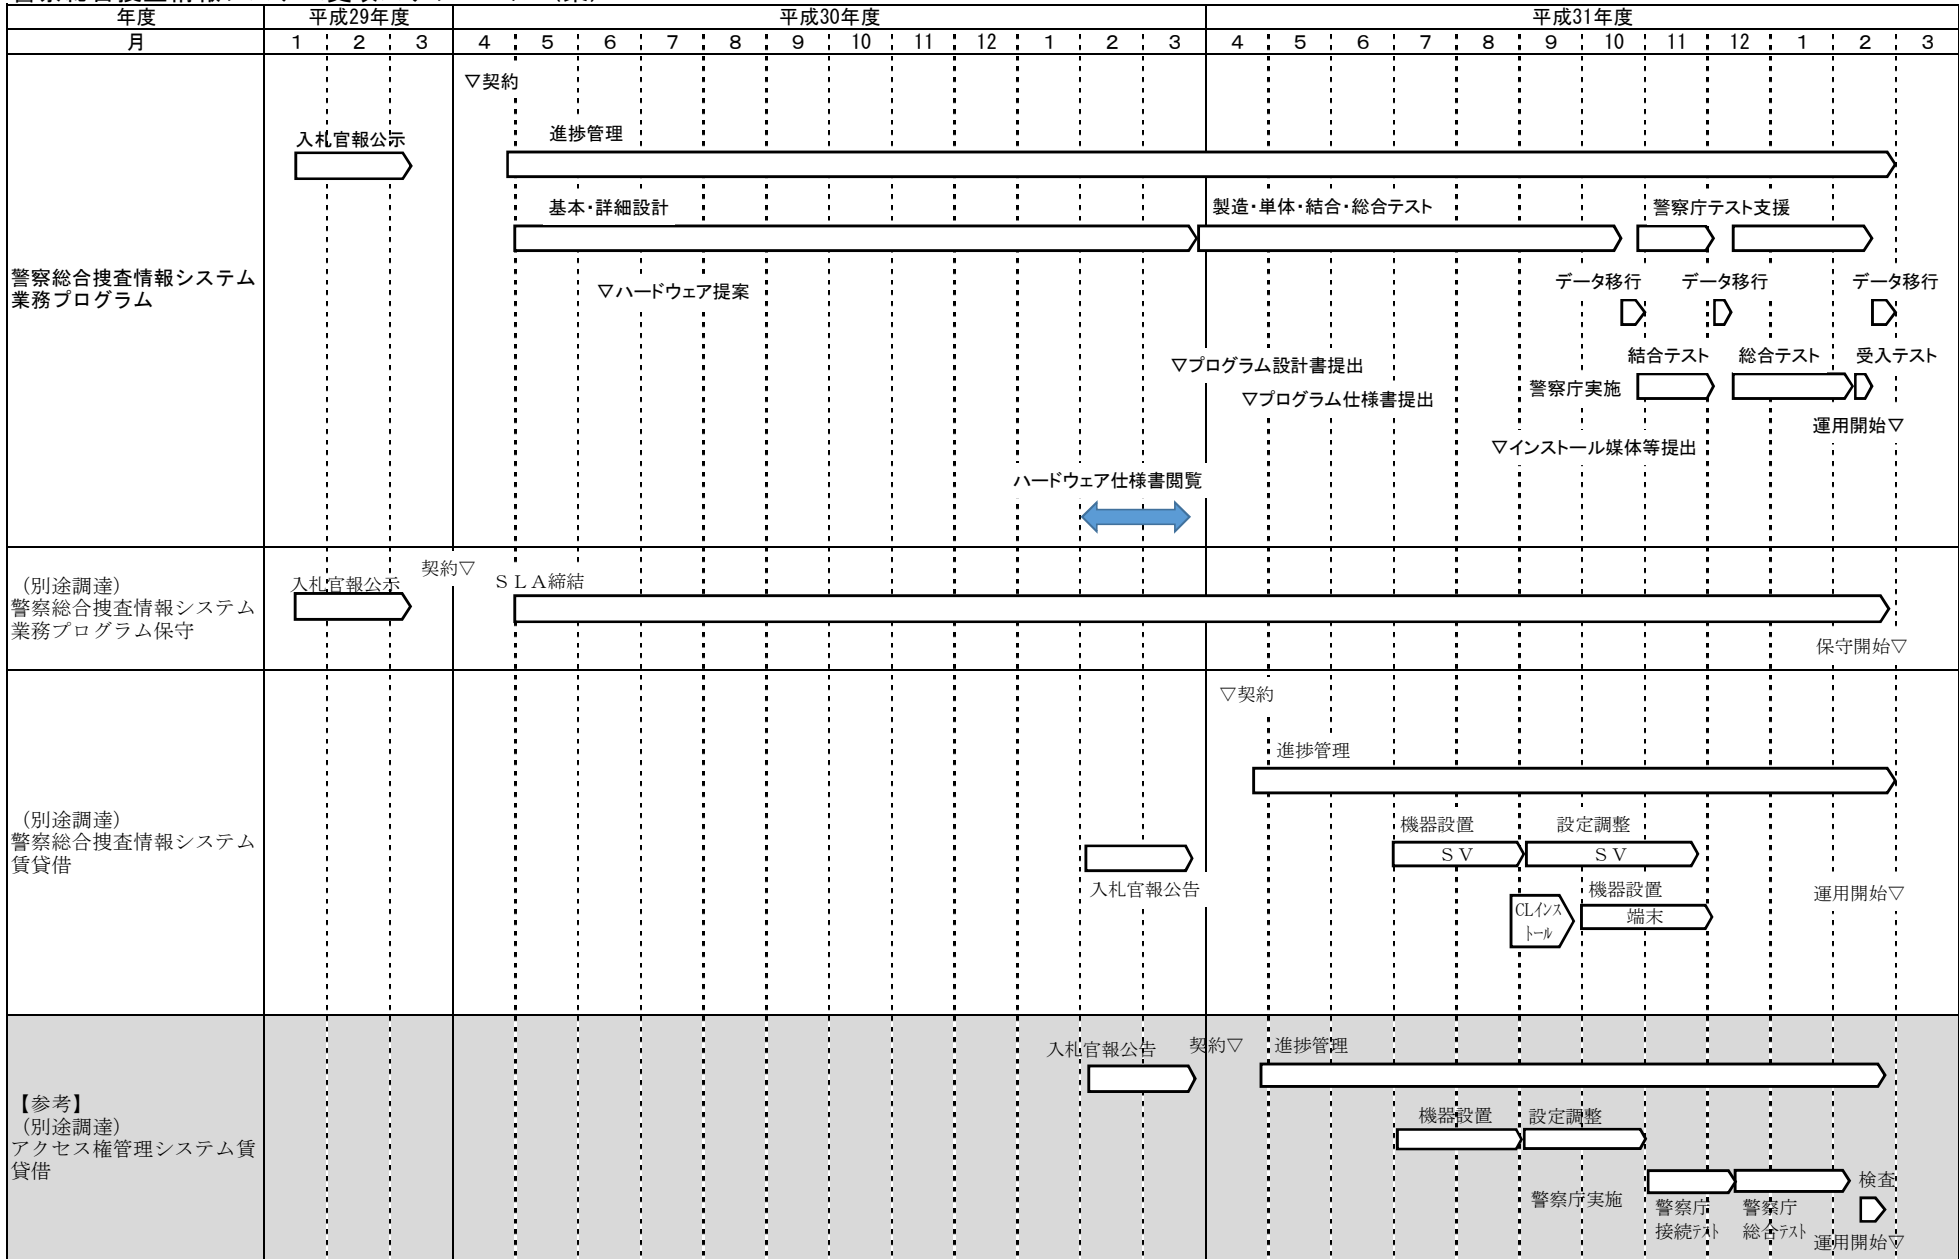 年度 平成29年度 平成30年度 平成31年度
月 1 2 3 4 5 6 7 8 9 10 11 12 1 2 3 4 5 6 7 8 9 10 11 12 1 2 3
警察総合捜査情報システム
業務プログラム
▽契約
入札官報公示
進捗管理
基本・詳細設計
製造・単体・結合・総合テスト
警察庁テスト支援
▽ハードウェア提案
データ移行
データ移行
データ移行
▽プログラム設計書提出
結合テスト
総合テスト
受入テスト
警察庁実施
▽プログラム仕様書提出
運用開始▽
▽インストール媒体等提出
ハードウェア仕様書閲覧
（別途調達）
警察総合捜査情報システム
業務プログラム保守
入札官報公示
契約▽
ＳＬＡ締結
保守開始▽
（別途調達）
警察総合捜査情報システム
賃貸借
▽契約
進捗管理
機器設置
設定調整
ＳＶ
ＳＶ
入札官報公告
機器設置
運用開始▽
CLインス
トール
端末
【参考】
（別途調達）
アクセス権管理システム賃
貸借
入札官報公告
契約▽
進捗管理
機器設置
設定調整
警察庁実施
警察庁
接続テスト
警察庁
総合テスト
検査
運用開始▽